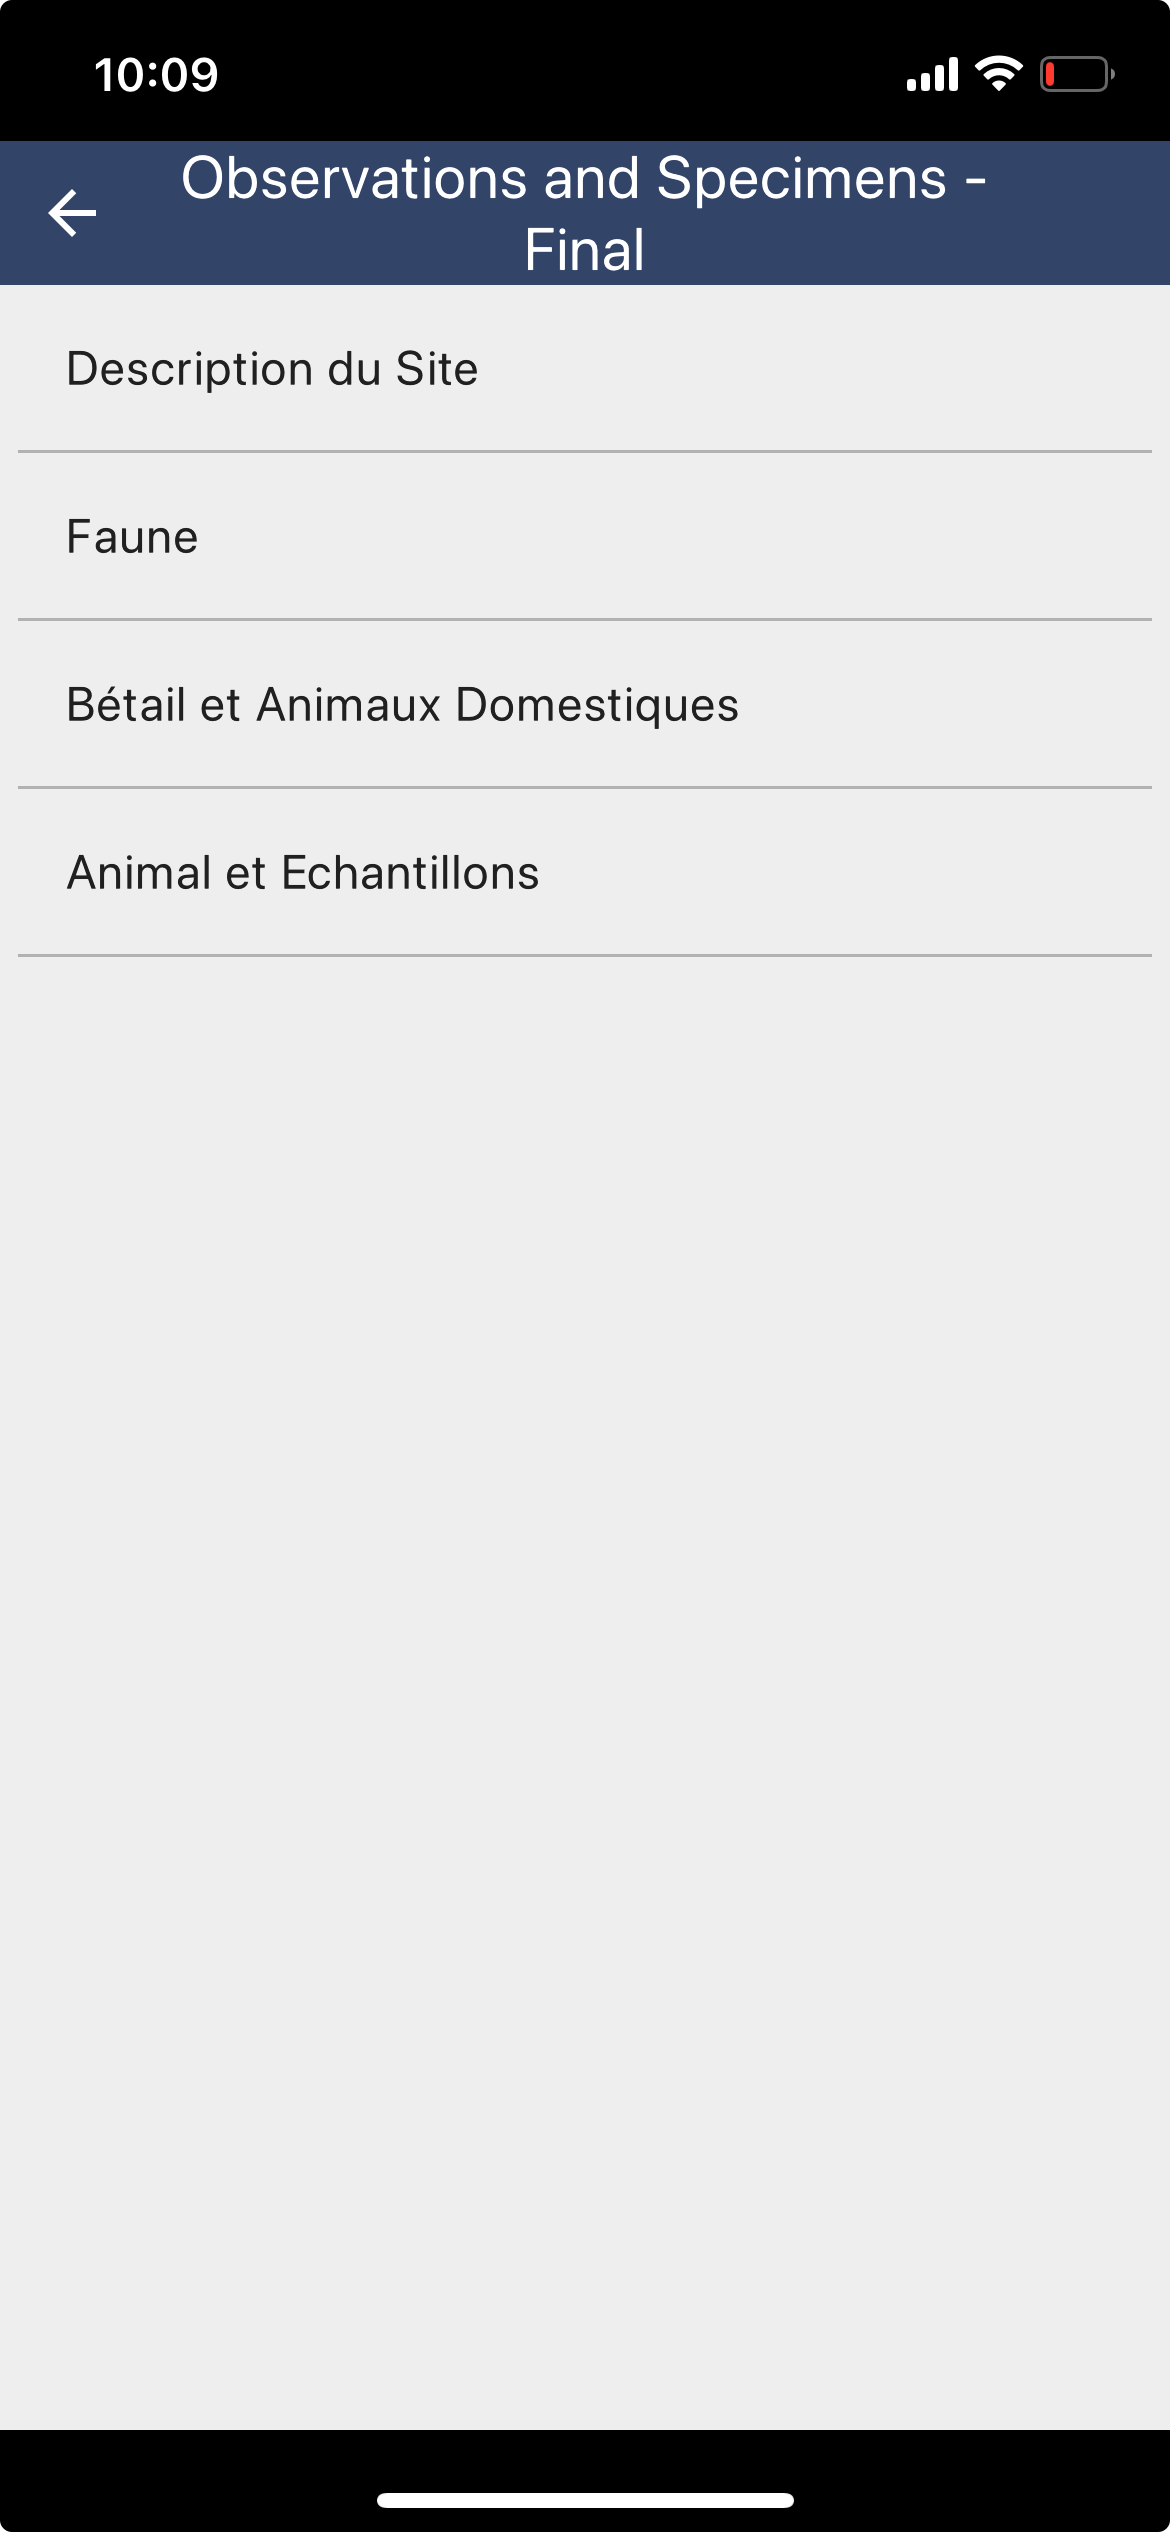 10:09
Observations and Specimens -
Final
Description du Site
Faune
Bétail et Animaux Domestiques
Animal et Echantillons